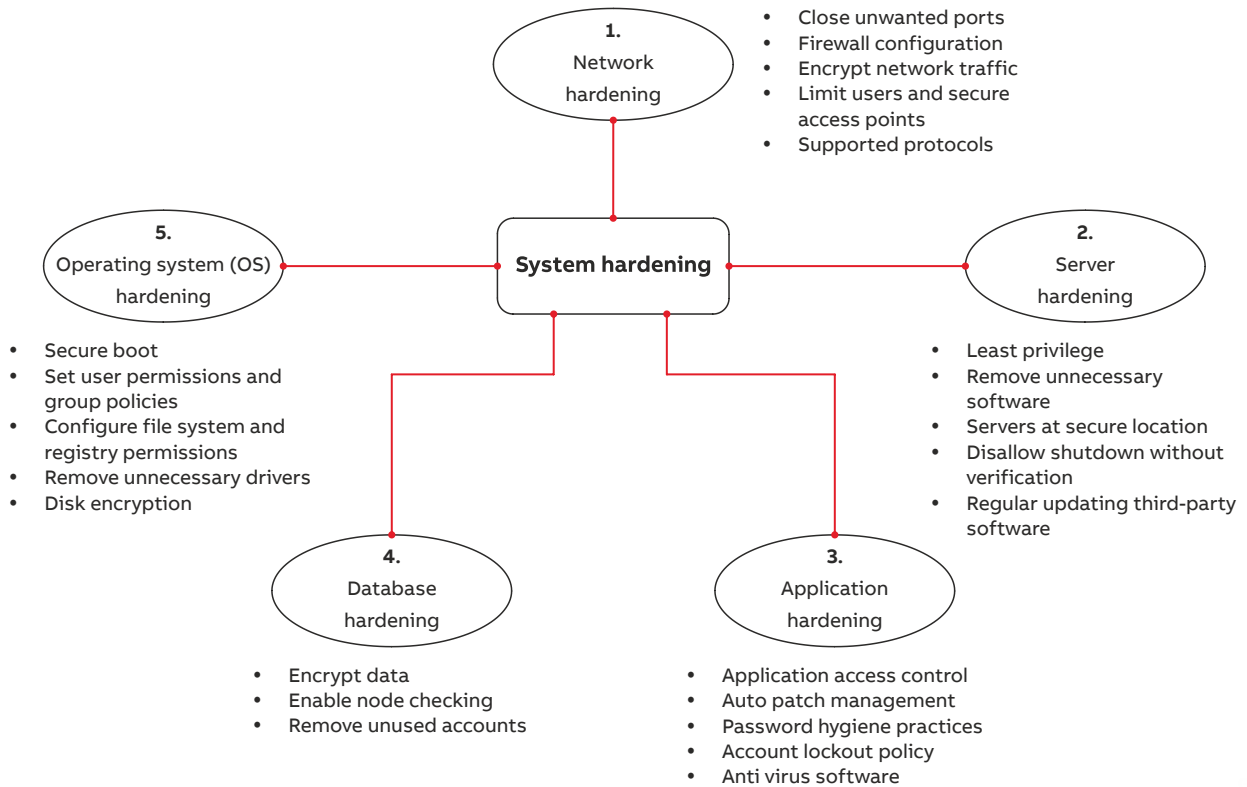 1.
Network
hardening
• Close unwanted ports
• Firewall configuration
• Encrypt network traffic
• Limit users and secure
access points
• Supported protocols
System hardening
2.
Server
hardening
• Least privilege
• Remove unnecessary
software
• Servers at secure location
• Disallow shutdown without
verification
• Regular updating third-party
software
3.
Application
hardening
• Application access control
• Auto patch management
• Password hygiene practices
• Account lockout policy
• Anti virus software
4.
Database
hardening
• Encrypt data
• Enable node checking
• Remove unused accounts
5.
Operating system (OS)
hardening
• Secure boot
• Set user permissions and
group policies
• Configure file system and
registry permissions
• Remove unnecessary drivers
• Disk encryption